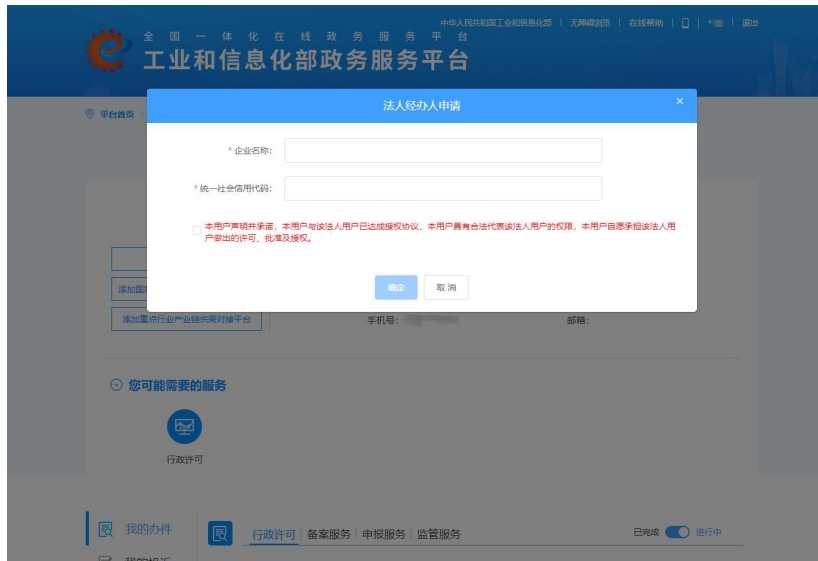 中华人民共和国工业和信息化部 | 无障碍浏览 | 在线帮助 | | | 退出
全国一体化在线政务服务平台
工业和信息化部政务服务平台
平台首页
法人经办人申请
×
* 企业名称:
* 统一社会信用代码:
本用户声明并承诺，本用户与该法人用户已达成授权协议，本用户具有合法代表该法人用户的权限，本用户自愿承担该法人用
户做出的许可、批准及授权。
确定 取消
添加国
添加重点行业产业链供需对接平台
手机号: 邮箱:
您可能需要的服务
行政许可
我的办件
行政许可 | 备案服务 | 申报服务 | 监管服务
已完成 进行中
我的投诉